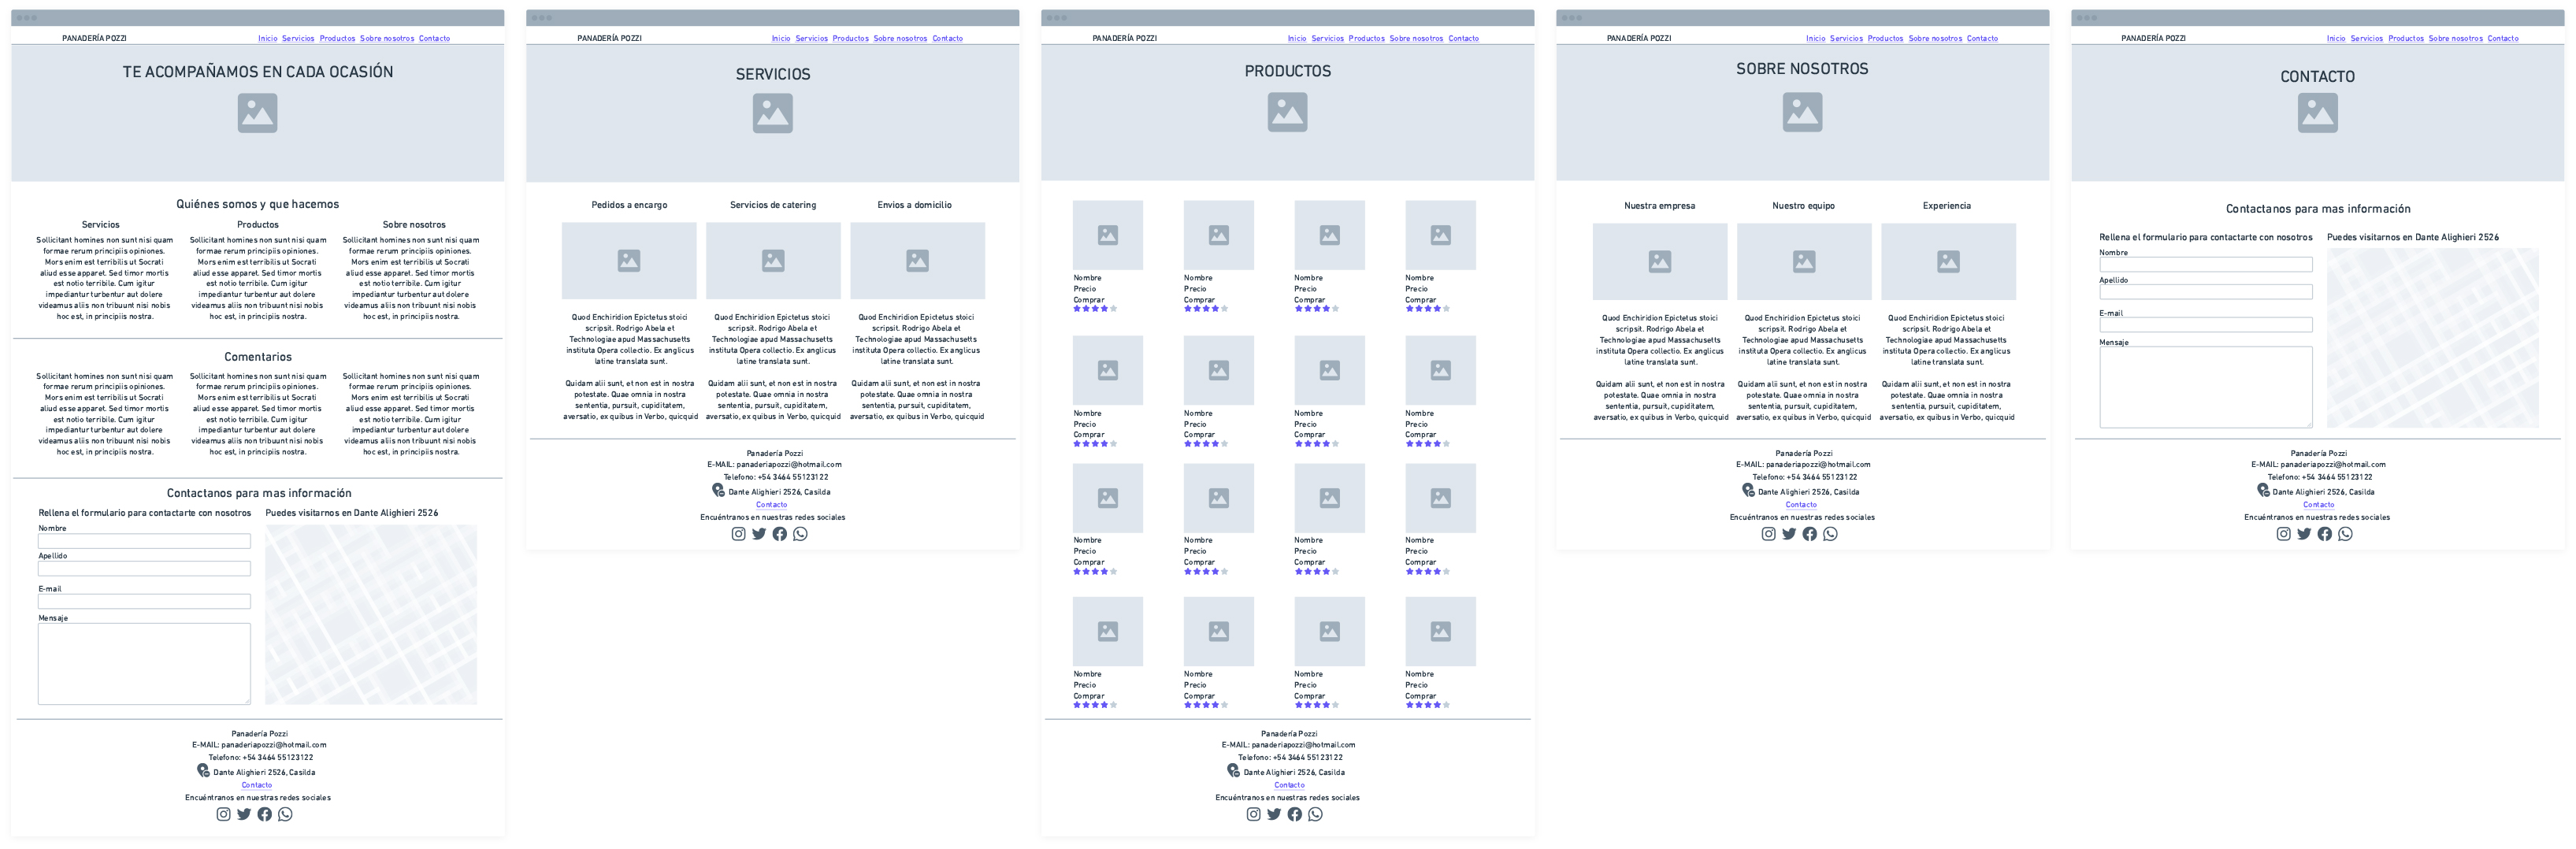 PANADERÍA POZZI
Inicio Servicios Productos Sobre nosotros Contacto
TE ACOMPAÑAMOS EN CADA OCASIÓN
Quiénes somos y que hacemos
Servicios
Sollicitant homines non sunt nisi quam
formae rerum principiis opiniones.
Mors enim est terribilis ut Socrati
aliud esse apparet. Sed timor mortis
est notio terribile. Cum igitur
impediantur turbentur aut dolere
videamus aliis non tribuunt nisi nobis
hoc est, in principiis nostra.
Productos
Sollicitant homines non sunt nisi quam
formae rerum principiis opiniones.
Mors enim est terribilis ut Socrati
aliud esse apparet. Sed timor mortis
est notio terribile. Cum igitur
impediantur turbentur aut dolere
videamus aliis non tribuunt nisi nobis
hoc est, in principiis nostra.
Sobre nosotros
Sollicitant homines non sunt nisi quam
formae rerum principiis opiniones.
Mors enim est terribilis ut Socrati
aliud esse apparet. Sed timor mortis
est notio terribile. Cum igitur
impediantur turbentur aut dolere
videamus aliis non tribuunt nisi nobis
hoc est, in principiis nostra.
Comentarios
Sollicitant homines non sunt nisi quam
formae rerum principiis opiniones.
Mors enim est terribilis ut Socrati
aliud esse apparet. Sed timor mortis
est notio terribile. Cum igitur
impediantur turbentur aut dolere
videamus aliis non tribuunt nisi nobis
hoc est, in principiis nostra.
Sollicitant homines non sunt nisi quam
formae rerum principiis opiniones.
Mors enim est terribilis ut Socrati
aliud esse apparet. Sed timor mortis
est notio terribile. Cum igitur
impediantur turbentur aut dolere
videamus aliis non tribuunt nisi nobis
hoc est, in principiis nostra.
Sollicitant homines non sunt nisi quam
formae rerum principiis opiniones.
Mors enim est terribilis ut Socrati
aliud esse apparet. Sed timor mortis
est notio terribile. Cum igitur
impediantur turbentur aut dolere
videamus aliis non tribuunt nisi nobis
hoc est, in principiis nostra.
Contactanos para mas información
Rellena el formulario para contactarte con nosotros
Nombre
Apellido
E-mail
Mensaje
Puedes visitarnos en Dante Alighieri 2526
Panadería Pozzi
E-MAIL: panaderiapozzi@hotmail.com
Telefono: +54 3464 55123122
Dante Alighieri 2526, Casilda
Contacto
Encuéntranos en nuestras redes sociales
PANADERÍA POZZI
Inicio Servicios Productos Sobre nosotros Contacto
SERVICIOS
Pedidos a encargo
Quod Enchiridion Epictetus stoici
scripsit. Rodrigo Abela et
Technologiae apud Massachusetts
instituta Opera collectio. Ex anglicus
latine translata sunt.
Quidam alii sunt, et non est in nostra
potestate. Quae omnia in nostra
sententia, pursuit, cupiditatem,
aversatio, ex quibus in Verbo, quicquid
Servicios de catering
Quod Enchiridion Epictetus stoici
scripsit. Rodrigo Abela et
Technologiae apud Massachusetts
instituta Opera collectio. Ex anglicus
latine translata sunt.
Quidam alii sunt, et non est in nostra
potestate. Quae omnia in nostra
sententia, pursuit, cupiditatem,
aversatio, ex quibus in Verbo, quicquid
Envios a domicilio
Quod Enchiridion Epictetus stoici
scripsit. Rodrigo Abela et
Technologiae apud Massachusetts
instituta Opera collectio. Ex anglicus
latine translata sunt.
Quidam alii sunt, et non est in nostra
potestate. Quae omnia in nostra
sententia, pursuit, cupiditatem,
aversatio, ex quibus in Verbo, quicquid
Panadería Pozzi
E-MAIL: panaderiapozzi@hotmail.com
Telefono: +54 3464 55123122
Dante Alighieri 2526, Casilda
Contacto
Encuéntranos en nuestras redes sociales
PANADERÍA POZZI
Inicio Servicios Productos Sobre nosotros Contacto
PRODUCTOS
Nombre Nombre Nombre Nombre
Precio Precio Precio Precio
Comprar Comprar Comprar Comprar
Nombre Nombre Nombre Nombre
Precio Precio Precio Precio
Comprar Comprar Comprar Comprar
Nombre Nombre Nombre Nombre
Precio Precio Precio Precio
Comprar Comprar Comprar Comprar
Nombre Nombre Nombre Nombre
Precio Precio Precio Precio
Comprar Comprar Comprar Comprar
Panadería Pozzi
E-MAIL: panaderiapozzi@hotmail.com
Telefono: +54 3464 55123122
Dante Alighieri 2526, Casilda
Contacto
Encuéntranos en nuestras redes sociales
PANADERÍA POZZI
Inicio Servicios Productos Sobre nosotros Contacto
SOBRE NOSOTROS
Nuestra empresa
Quod Enchiridion Epictetus stoici
scripsit. Rodrigo Abela et
Technologiae apud Massachusetts
instituta Opera collectio. Ex anglicus
latine translata sunt.
Quidam alii sunt, et non est in nostra
potestate. Quae omnia in nostra
sententia, pursuit, cupiditatem,
aversatio, ex quibus in Verbo, quicquid
Nuestro equipo
Quod Enchiridion Epictetus stoici
scripsit. Rodrigo Abela et
Technologiae apud Massachusetts
instituta Opera collectio. Ex anglicus
latine translata sunt.
Quidam alii sunt, et non est in nostra
potestate. Quae omnia in nostra
sententia, pursuit, cupiditatem,
aversatio, ex quibus in Verbo, quicquid
Experiencia
Quod Enchiridion Epictetus stoici
scripsit. Rodrigo Abela et
Technologiae apud Massachusetts
instituta Opera collectio. Ex anglicus
latine translata sunt.
Quidam alii sunt, et non est in nostra
potestate. Quae omnia in nostra
sententia, pursuit, cupiditatem,
aversatio, ex quibus in Verbo, quicquid
Panadería Pozzi
E-MAIL: panaderiapozzi@hotmail.com
Telefono: +54 3464 55123122
Dante Alighieri 2526, Casilda
Contacto
Encuéntranos en nuestras redes sociales
PANADERÍA POZZI
Inicio Servicios Productos Sobre nosotros Contacto
CONTACTO
Contactanos para mas información
Rellena el formulario para contactarte con nosotros
Nombre
Apellido
E-mail
Mensaje
Puedes visitarnos en Dante Alighieri 2526
Panadería Pozzi
E-MAIL: panaderiapozzi@hotmail.com
Telefono: +54 3464 55123122
Dante Alighieri 2526, Casilda
Contacto
Encuéntranos en nuestras redes sociales